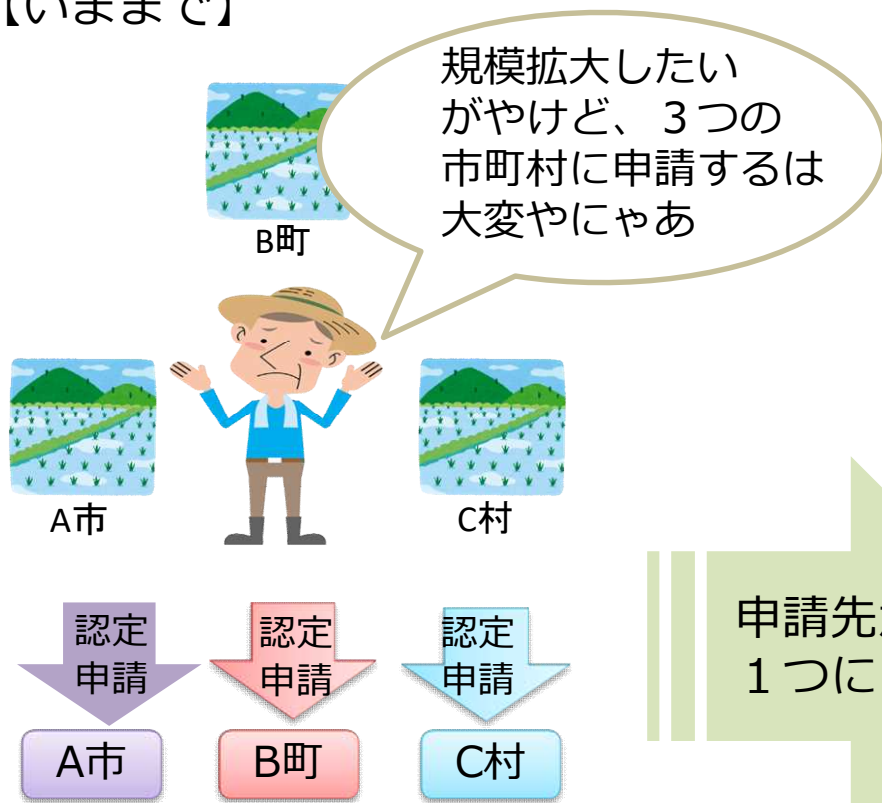 【いままで】
規模拡大したい
がやけど、３つの
市町村に申請するは
大変やにゃあ
B町
A市
C村
認定
申請
認定
申請
認定
申請
A市
B町
C村
申請先
１つに